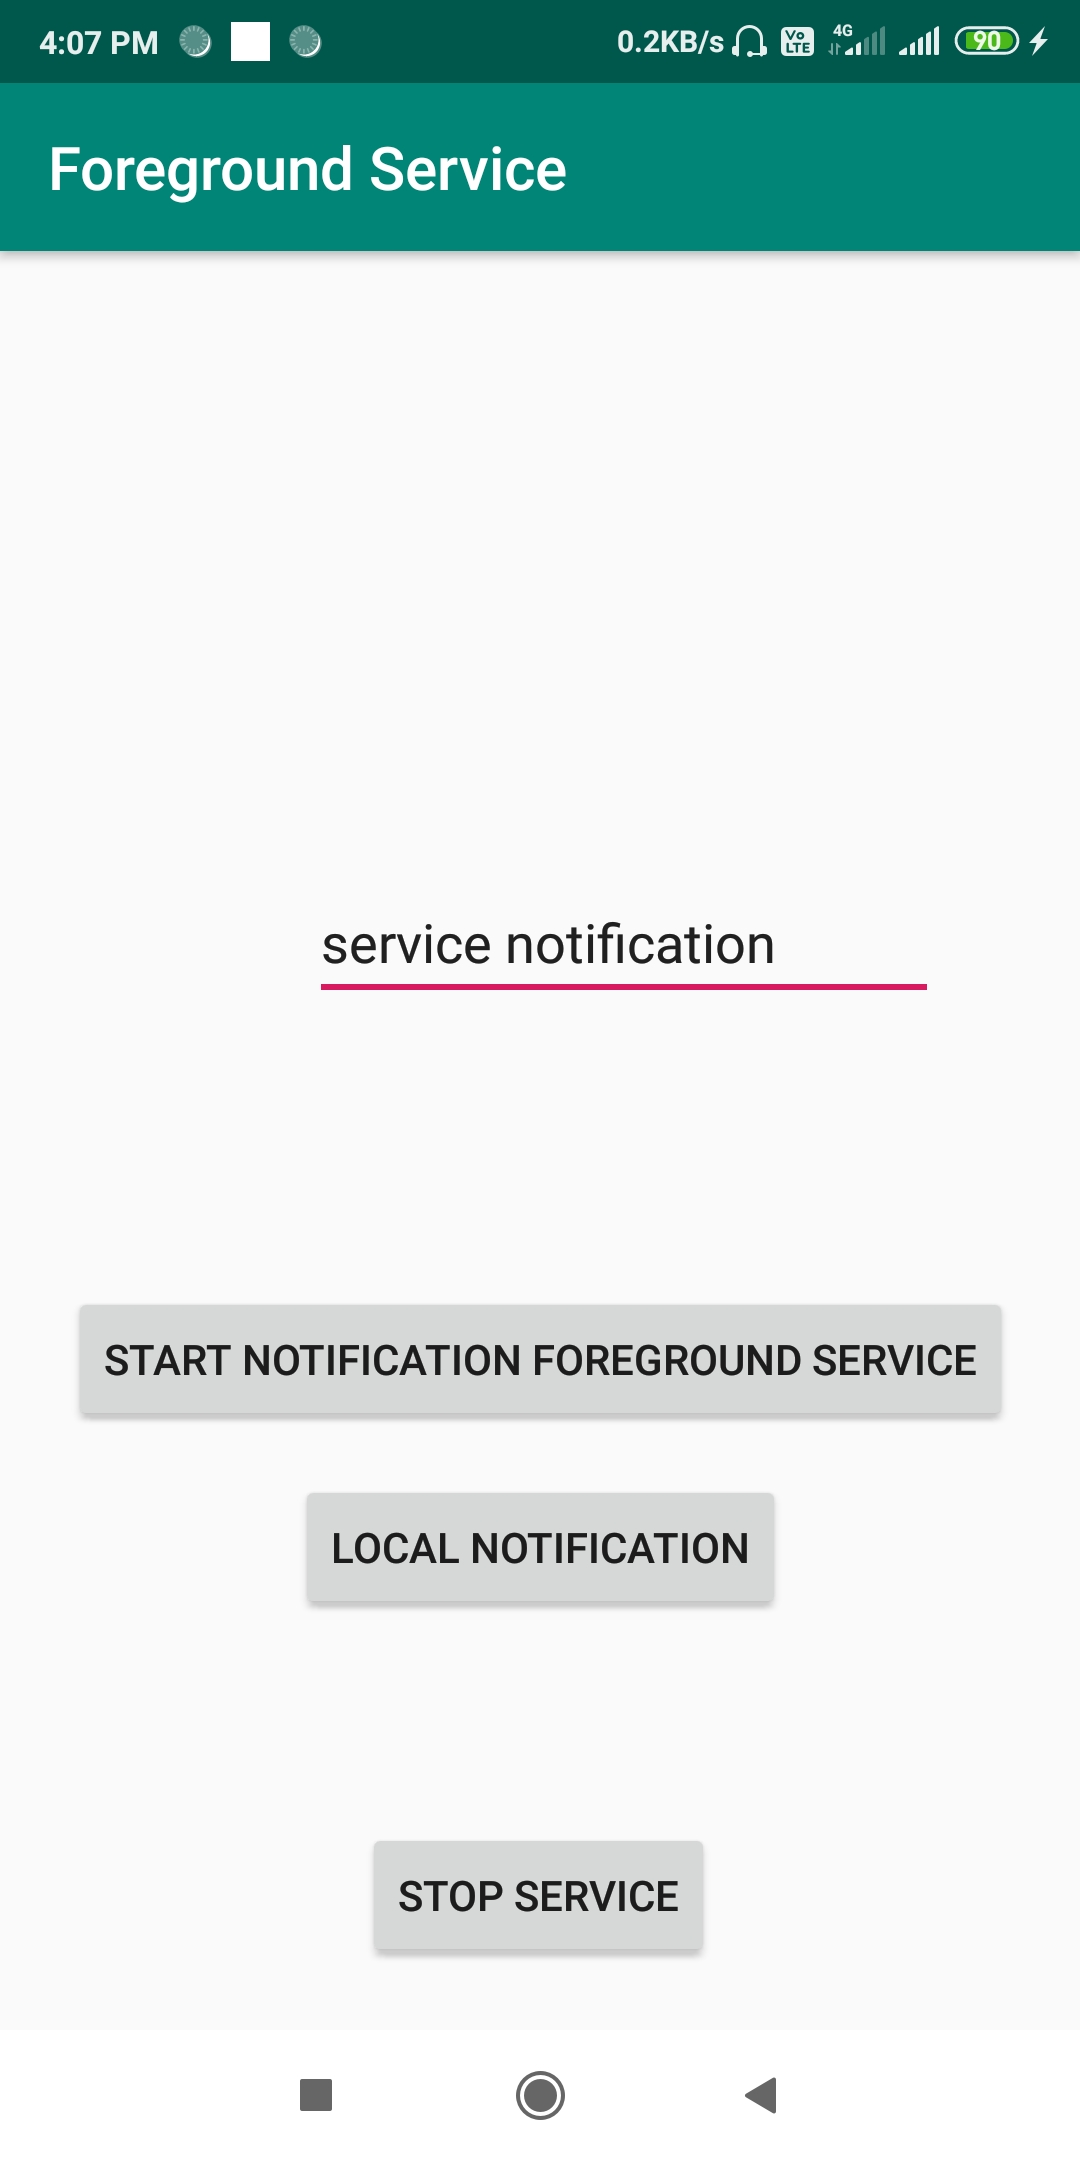 4:07 PM 0.2KB/s Vo LTE 4G 90
Foreground Service
service notification
START NOTIFICATION FOREGROUND SERVICE
LOCAL NOTIFICATION
STOP SERVICE